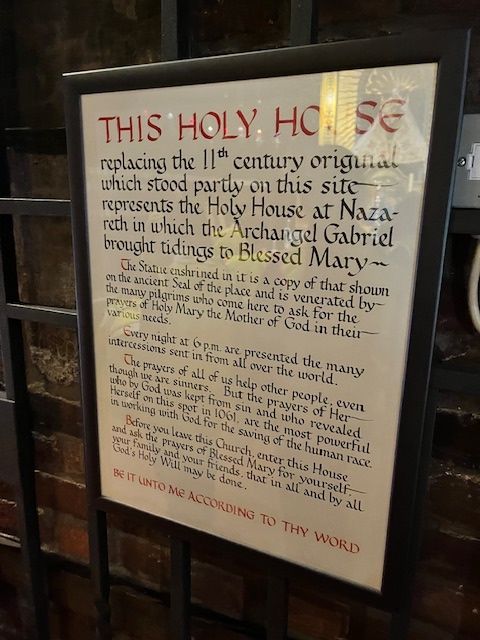 THIS HOLY HOUSE
replacing the 11th century original
which stood partly on this site
represents the Holy House at Naza-
reth in which the Archangel Gabriel
brought tidings to Blessed Mary~
The Statue enshrined in it is a copy of that shown
on the ancient Seal of the place and is venerated by
the many pilgrims who come here to ask for the
prayers of Holy Mary the Mother of God in their
various needs.
Every night at 6 p.m. are presented the many
intercessions sent in from all over the world.
The prayers of all of us help other people, even
though we are sinners. But the prayers of Her
who by God was kept from sin and who revealed
Herself on this spot in 1061, are the most powerful
in working with God for the saving of the human race.
Before you leave this Church, enter this House
and ask the prayers of Blessed Mary for yourself
your family and your friends, that in all and by all
God's Holy Will may be done.
BE IT UNTO ME ACCORDING TO THY WORD